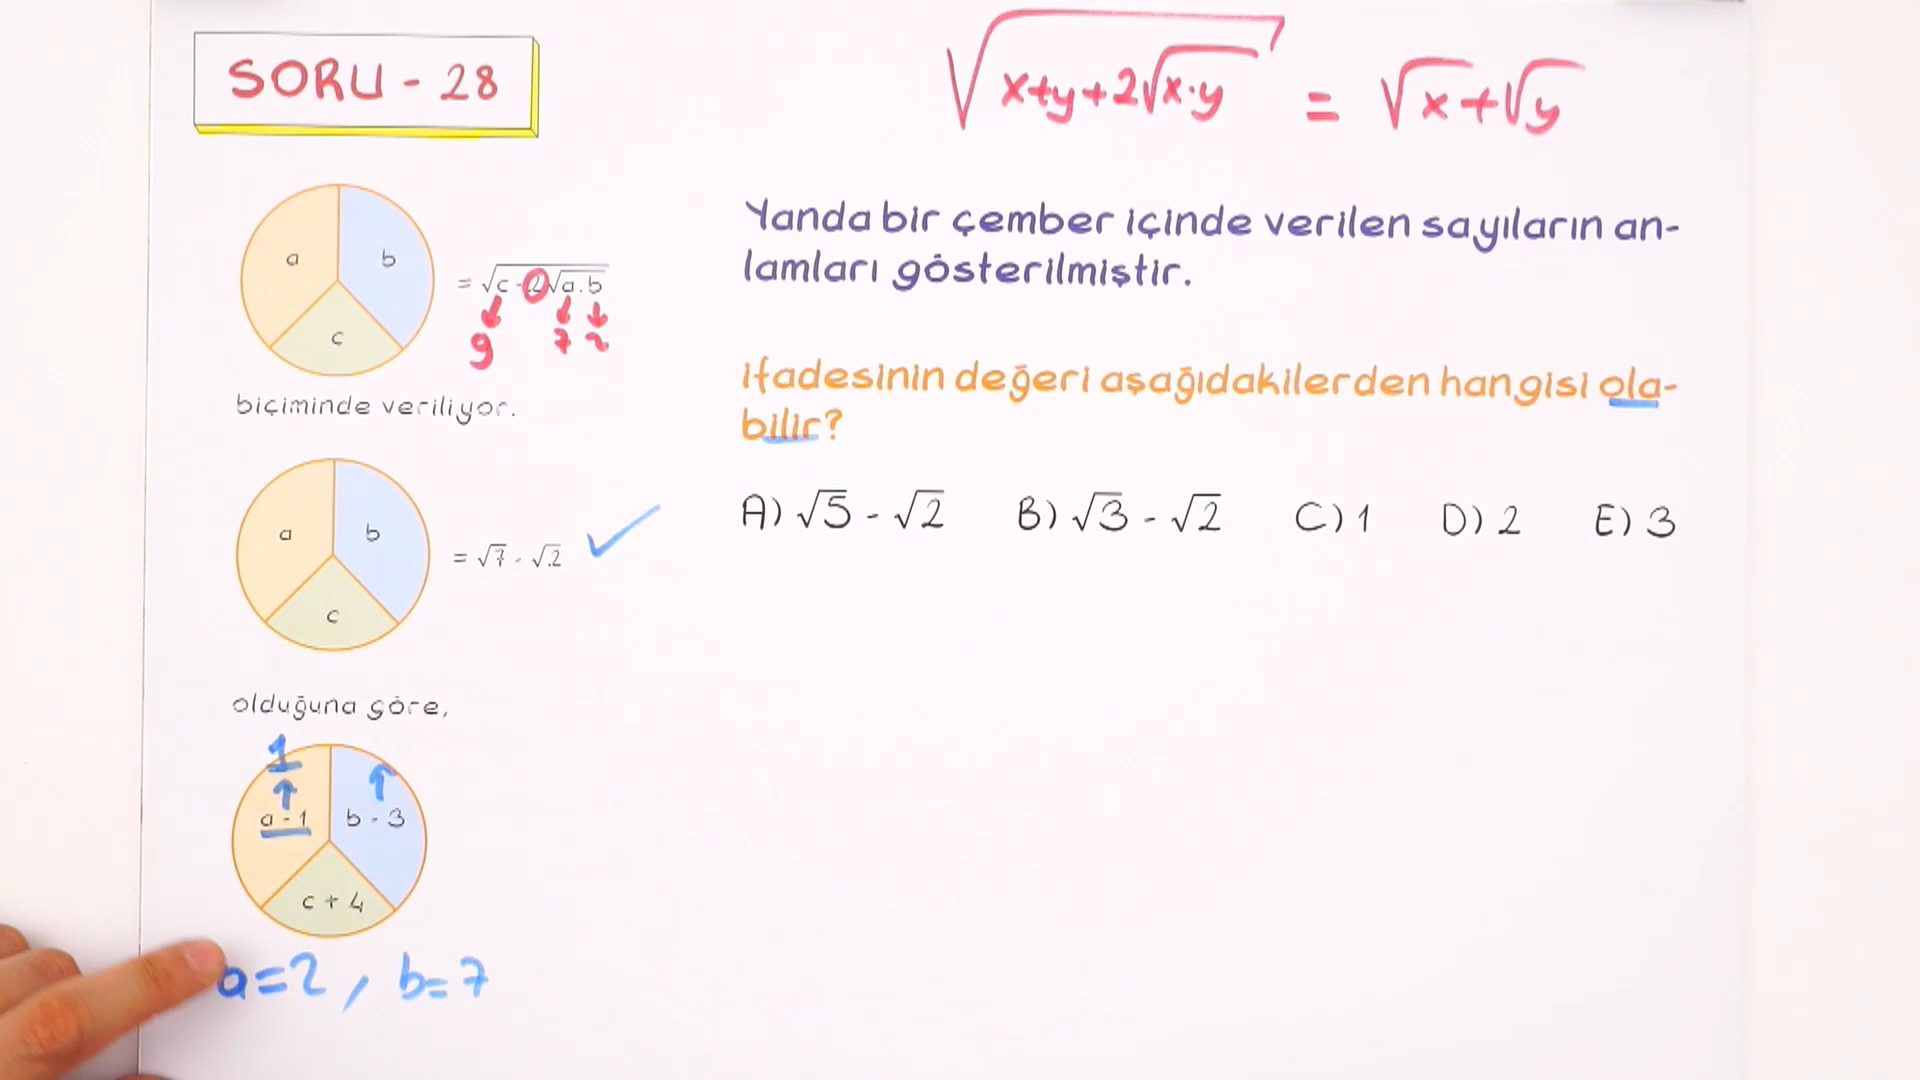 SORU - 28
√(x+y+2√(x·y)) = √x+√y
a
b
c
= √(c - 2√(a.b))
9
7
2
biçiminde veriliyor.
a
b
c
= √7 - √2
olduğuna göre,
1
a - 1
b - 3
c + 4
a=2, b=7
Yanda bir çember içinde verilen sayıların an-
lamları gösterilmiştir.
ifadesinin değeri aşağıdakilerden hangisi ola-
bilir?
A) √5 - √2 B) √3 - √2 C) 1 D) 2 E) 3